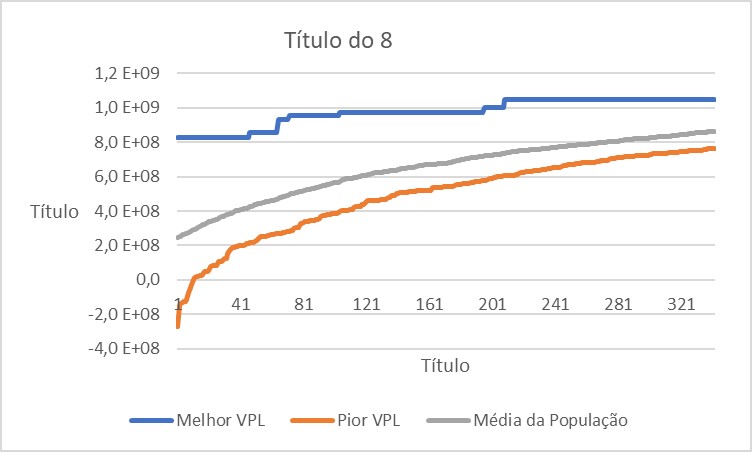 Título do 8
1,2 E+09
1,0 E+09
8,0 E+08
6,0 E+08
Título
4,0 E+08
2,0 E+08
0,0
1 41 81 121 161 201 241 281 321
-2,0 E+08
-4,0 E+08
Título
Melhor VPL Pior VPL Média da População